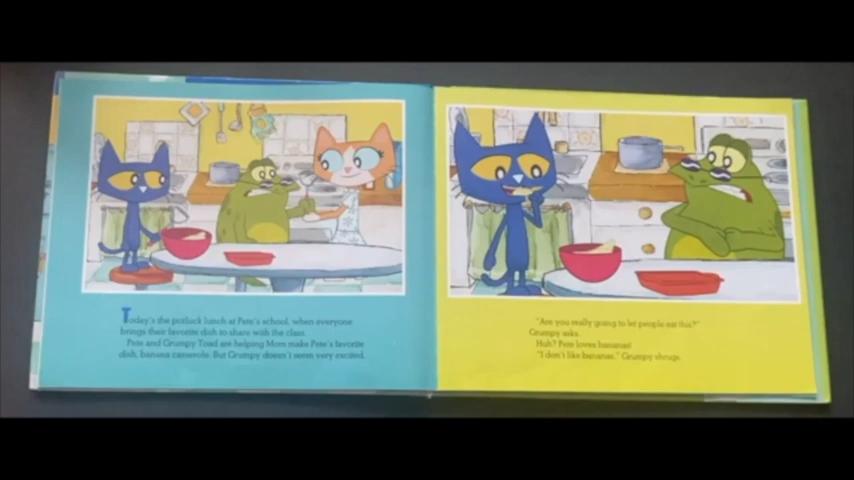 Today's the potluck lunch at Pete's school, when everyone
brings their favorite dish to share with the class.
Pete and Grumpy Toad are helping Mom make Pete's favorite
dish, banana casserole. But Grumpy doesn't seem very excited.
"Are you really going to let people eat this?"
Grumpy asks.
Huh? Pete loves bananas!
"I don't like bananas." Grumpy shrugs.